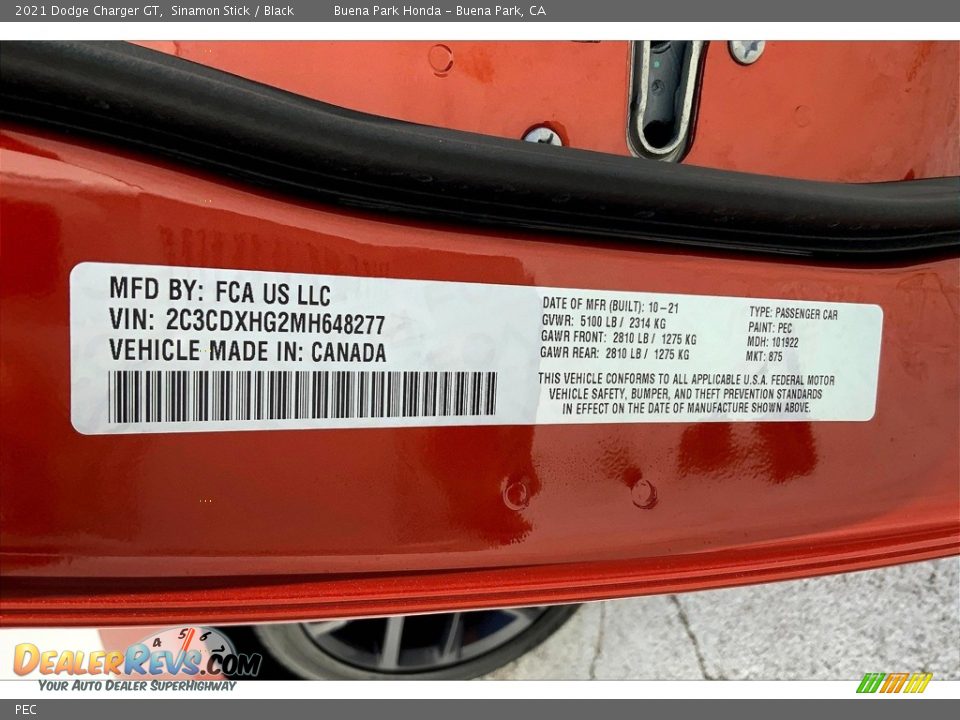 2021 Dodge Charger GT, Sinamon Stick / Black Buena Park Honda - Buena Park, CA
MFD BY: FCA US LLC
VIN: 2C3CDXHG2MH648277
VEHICLE MADE IN: CANADA
DATE OF MFR (BUILT): 10-21
GVWR: 5100 LB / 2314 KG
GAWR FRONT: 2810 LB / 1275 KG
GAWR REAR: 2810 LB / 1275 KG
TYPE: PASSENGER CAR
PAINT: PEC
MDH: 101922
MKT: 875
THIS VEHICLE CONFORMS TO ALL APPLICABLE U.S.A. FEDERAL MOTOR
VEHICLE SAFETY, BUMPER, AND THEFT PREVENTION STANDARDS
IN EFFECT ON THE DATE OF MANUFACTURE SHOWN ABOVE.
4 5 6
DEALERREVS.COM
YOUR AUTO DEALER SUPERHIGHWAY
PEC